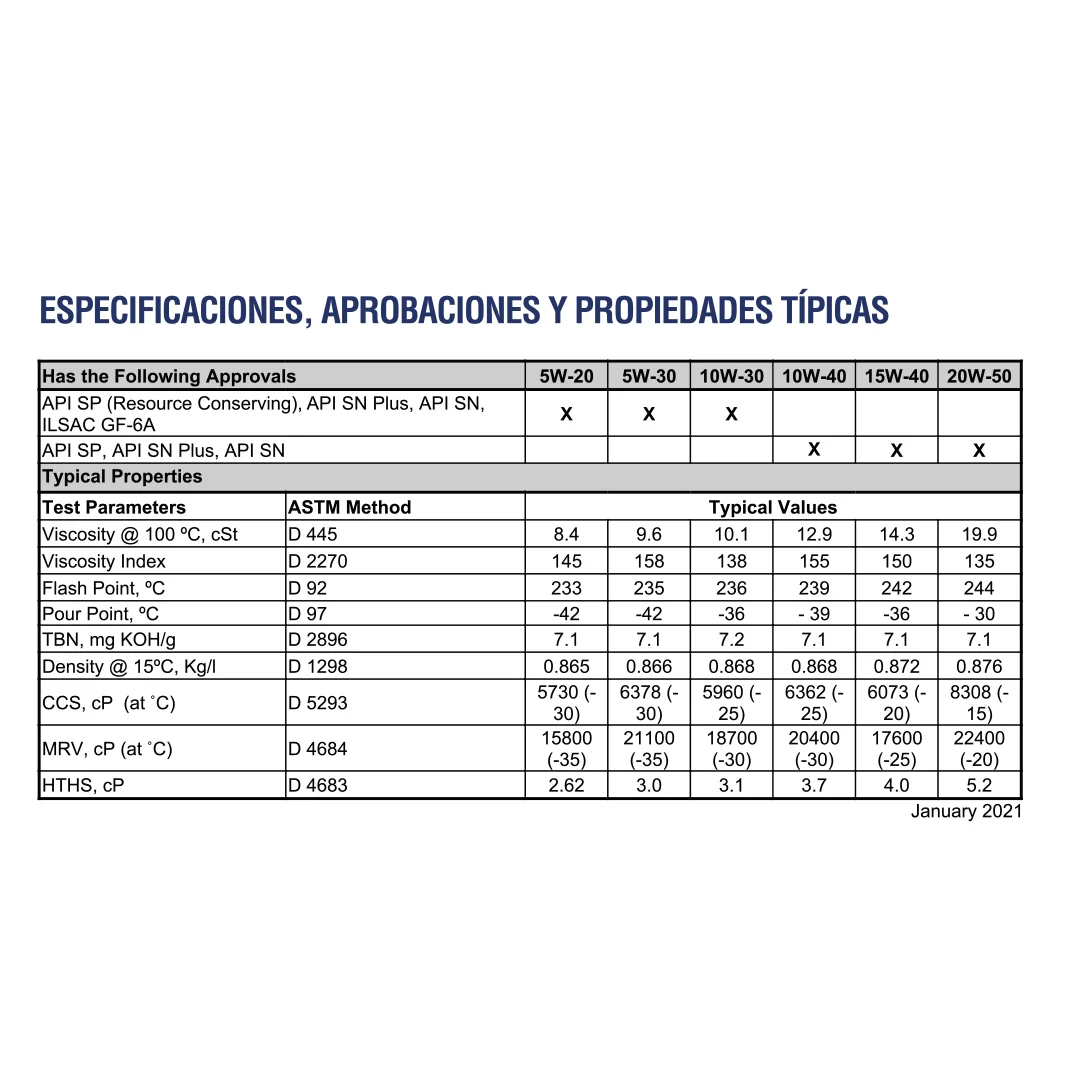 ESPECIFICACIONES, APROBACIONES Y PROPIEDADES TÍPICAS
Has the Following Approvals 5W-20 5W-30 10W-30 10W-40 15W-40 20W-50
API SP (Resource Conserving), API SN Plus, API SN,
ILSAC GF-6A X X X
API SP, API SN Plus, API SN X X X
Typical Properties
Test Parameters ASTM Method Typical Values
Viscosity @ 100 ºC, cSt D 445 8.4 9.6 10.1 12.9 14.3 19.9
Viscosity Index D 2270 145 158 138 155 150 135
Flash Point, ºC D 92 233 235 236 239 242 244
Pour Point, ºC D 97 -42 -42 -36 - 39 -36 - 30
TBN, mg KOH/g D 2896 7.1 7.1 7.2 7.1 7.1 7.1
Density @ 15ºC, Kg/l D 1298 0.865 0.866 0.868 0.868 0.872 0.876
CCS, cP (at ˚C) D 5293 5730 (- 6378 (- 5960 (- 6362 (- 6073 (- 8308 (-
30) 30) 25) 25) 20) 15)
MRV, cP (at ˚C) D 4684 15800 21100 18700 20400 17600 22400
(-35) (-35) (-30) (-30) (-25) (-20)
HTHS, cP D 4683 2.62 3.0 3.1 3.7 4.0 5.2
January 2021